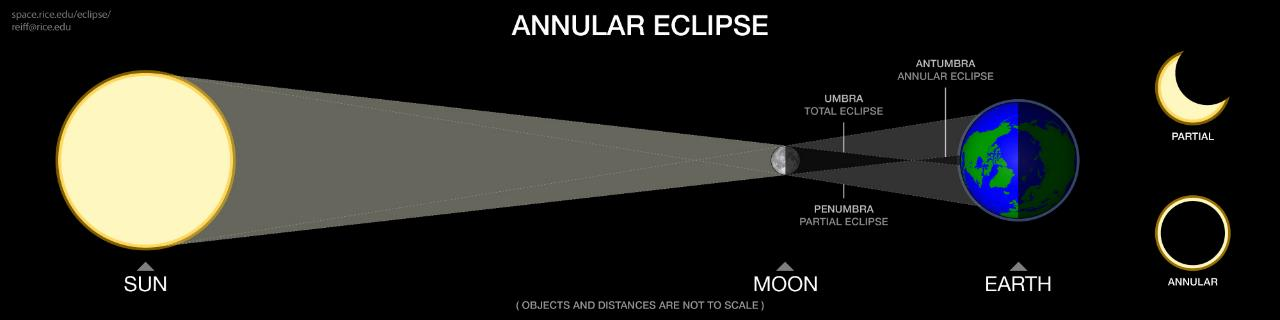 space.rice.edu/eclipse/
reiff@rice.edu
ANNULAR ECLIPSE
ANTUMBRA
ANNULAR ECLIPSE
UMBRA
TOTAL ECLIPSE
PARTIAL
PENUMBRA
PARTIAL ECLIPSE
SUN
MOON
EARTH
ANNULAR
( OBJECTS AND DISTANCES ARE NOT TO SCALE )